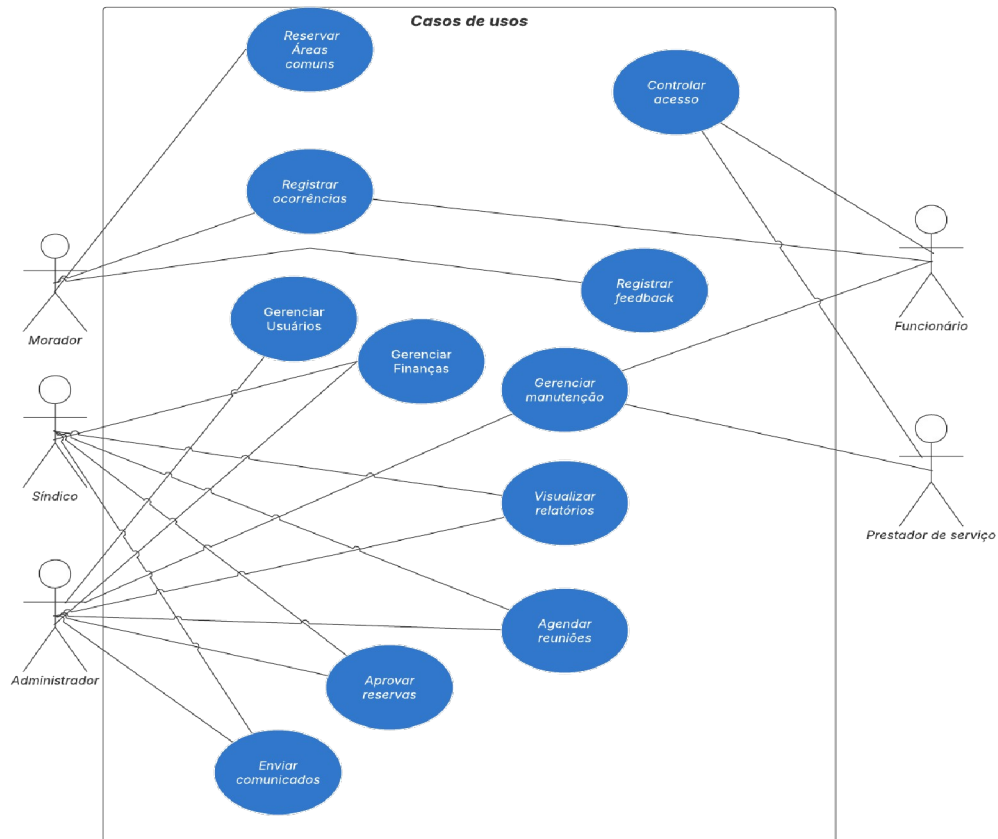 Casos de usos
Reservar
Áreas
comuns
Controlar
acesso
Registrar
ocorrências
Registrar
feedback
Morador
Funcionário
Gerenciar
Usuários
Gerenciar
Finanças
Gerenciar
manutenção
Síndico
Visualizar
relatórios
Prestador de serviço
Administrador
Agendar
reuniões
Aprovar
reservas
Enviar
comunicados